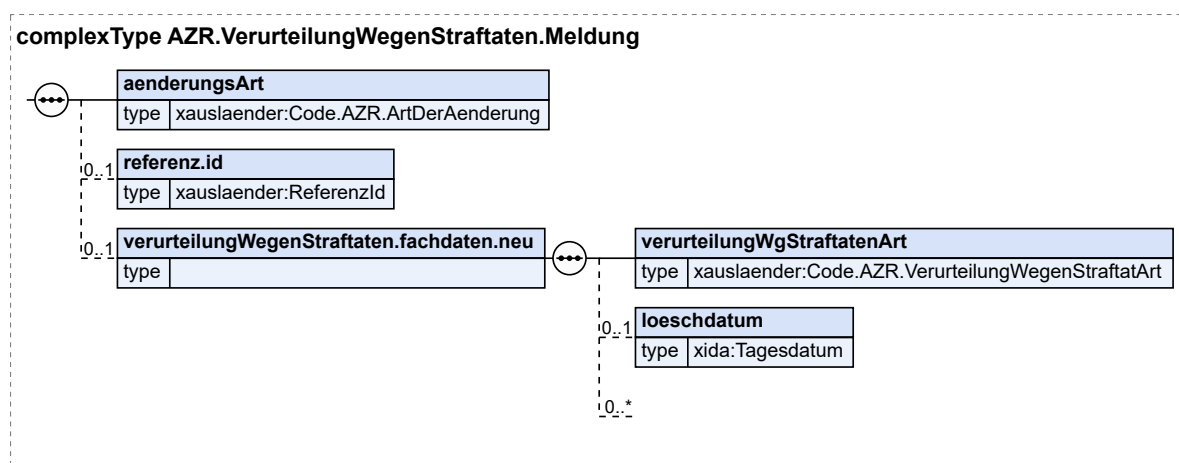 complexType AZR.VerurteilungWegenStraftaten.Meldung
aenderungsArt
type xauslaender:Code.AZR.ArtDerAenderung
0..1 referenz.id
type xauslaender:ReferenzId
0..1 verurteilungWegenStraftaten.fachdaten.neu
type
verurteilungWgStraftatenArt
type xauslaender:Code.AZR.VerurteilungWegenStraftatArt
0..1 loeschdatum
type xida:Tagesdatum
0..*